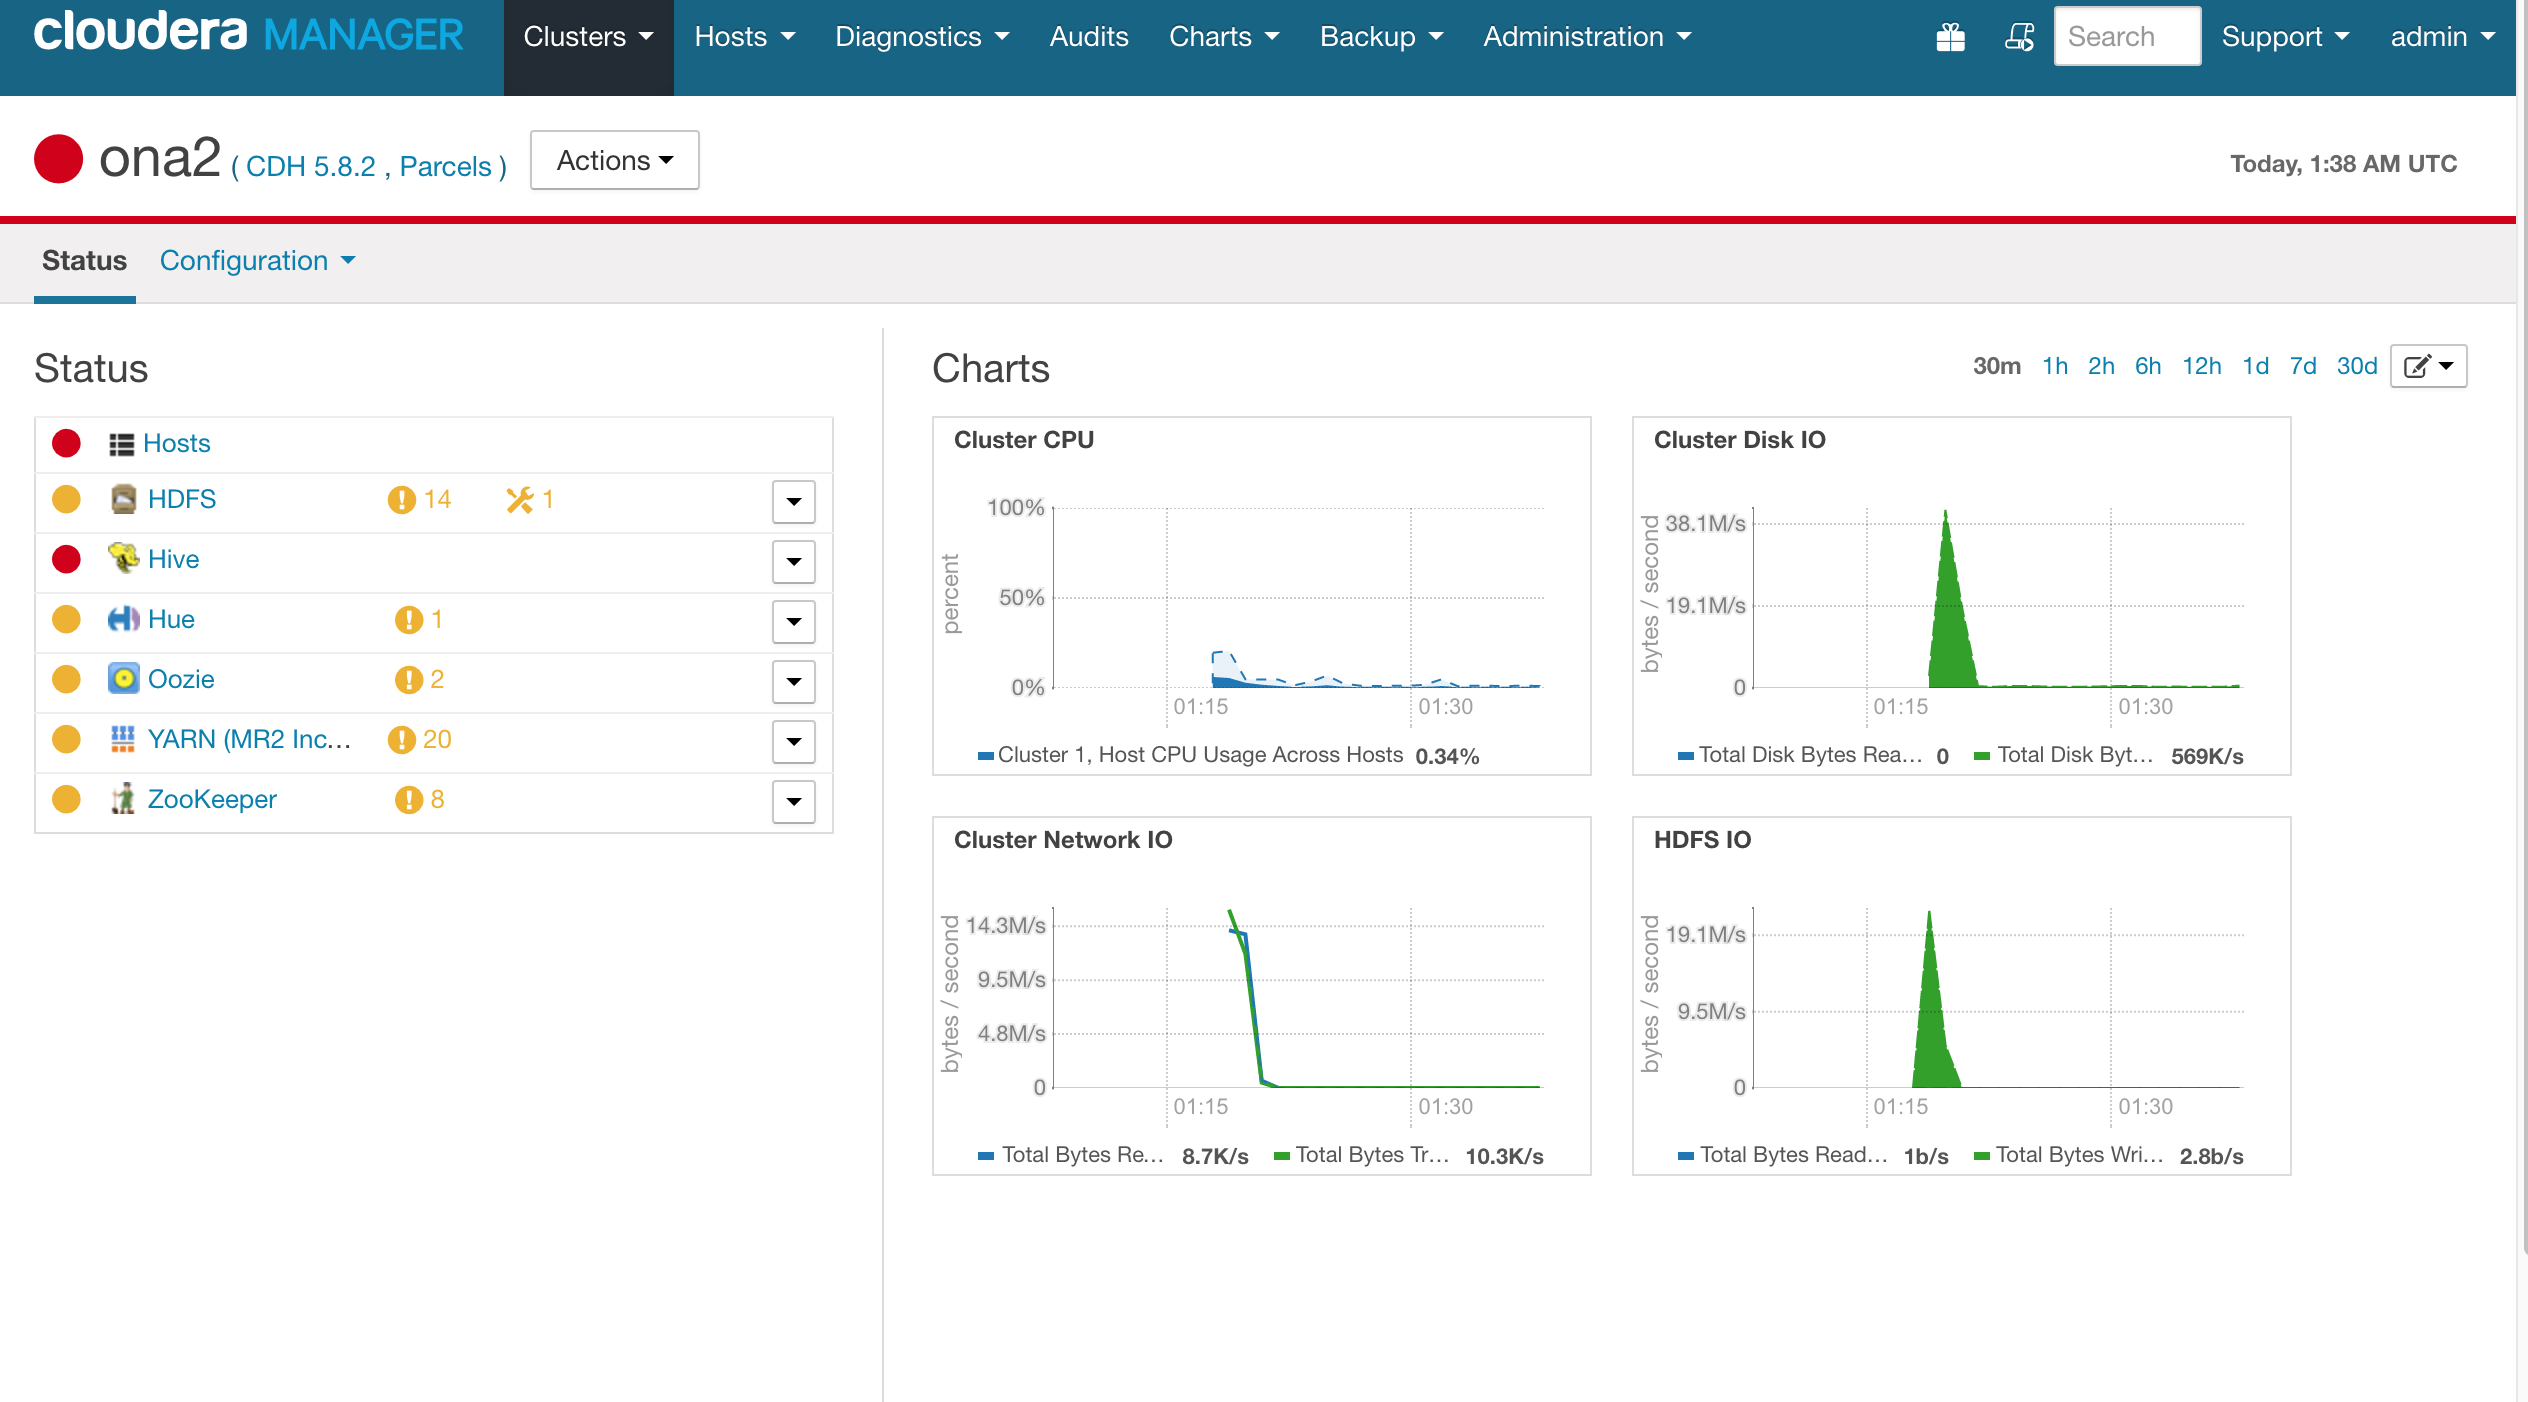 cloudera MANAGER Clusters Hosts Diagnostics Audits Charts Backup Administration Search Support admin
ona2 ( CDH 5.8.2 , Parcels ) Actions Today, 1:38 AM UTC
Status Configuration
Status
Hosts
HDFS 14 1
Hive
Hue 1
Oozie 2
YARN (MR2 Inc... 20
ZooKeeper 8
Charts 30m 1h 2h 6h 12h 1d 7d 30d
Cluster CPU
percent
100%
50%
0%
01:15 01:30
Cluster 1, Host CPU Usage Across Hosts 0.34%
Cluster Disk IO
bytes / second
38.1M/s
19.1M/s
0
01:15 01:30
Total Disk Bytes Rea... 0 Total Disk Byt... 569K/s
Cluster Network IO
bytes / second
14.3M/s
9.5M/s
4.8M/s
0
01:15 01:30
Total Bytes Re... 8.7K/s Total Bytes Tr... 10.3K/s
HDFS IO
bytes / second
19.1M/s
9.5M/s
0
01:15 01:30
Total Bytes Read... 1b/s Total Bytes Wri... 2.8b/s